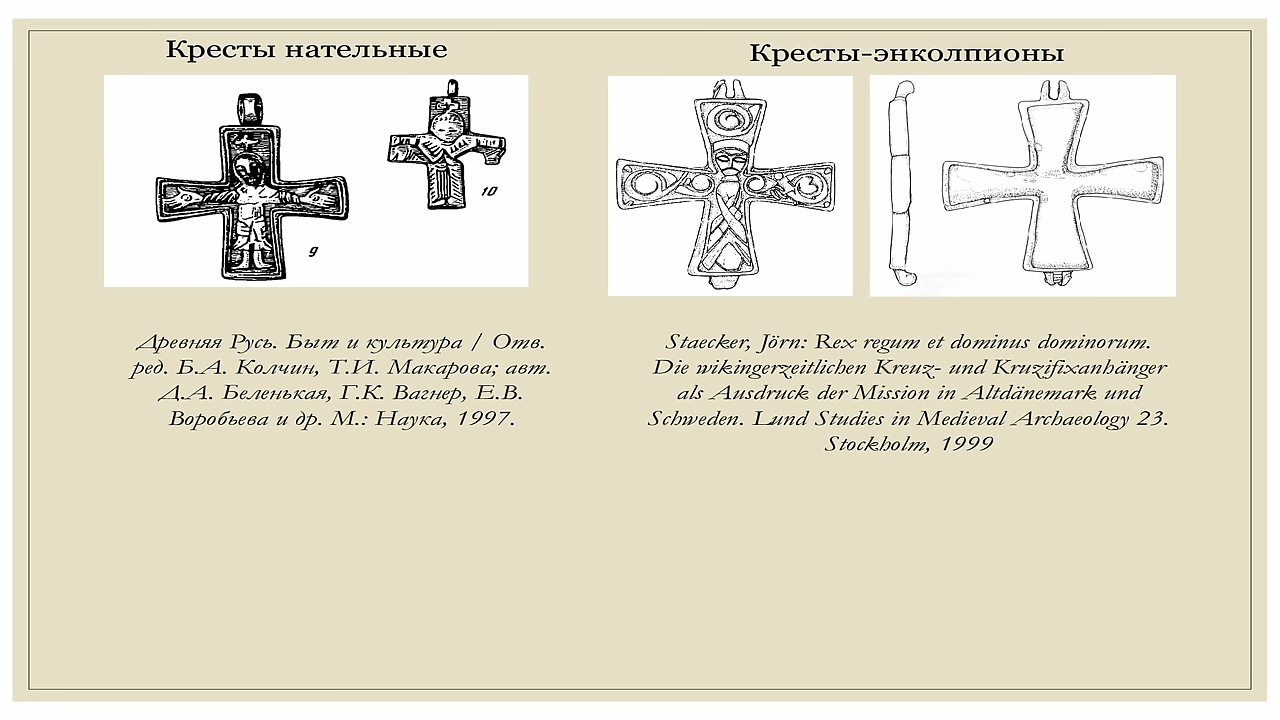 Кресты нательные
9
10
Древняя Русь. Быт и культура / Отв.
ред. Б.А. Колчин, Т.И. Макарова; авт.
Д.А. Беленькая, Г.К. Вагнер, Е.В.
Воробьева и др. М.: Наука, 1997.
Кресты-энколпионы
Staecker, Jörn: Rex regum et dominus dominorum.
Die wikingerzeitlichen Kreuz- und Kruzifixanhänger
als Ausdruck der Mission in Altdänemark und
Schweden. Lund Studies in Medieval Archaeology 23.
Stockholm, 1999